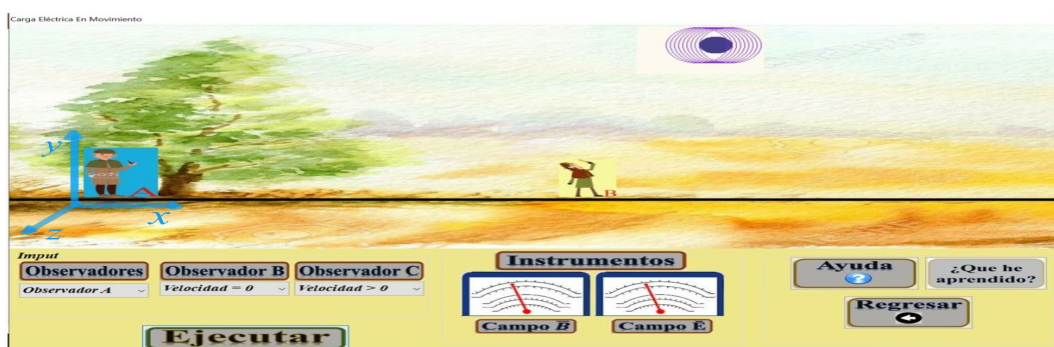 Carga Eléctrica En Movimiento
y
A
B
x
z
Imput
Observadores
Observador B
Observador C
Observador A
Velocidad = 0
Velocidad > 0
Instrumentos
Campo B
Campo E
Ayuda
?
¿Que he
aprendido?
Regresar
Ejecutar